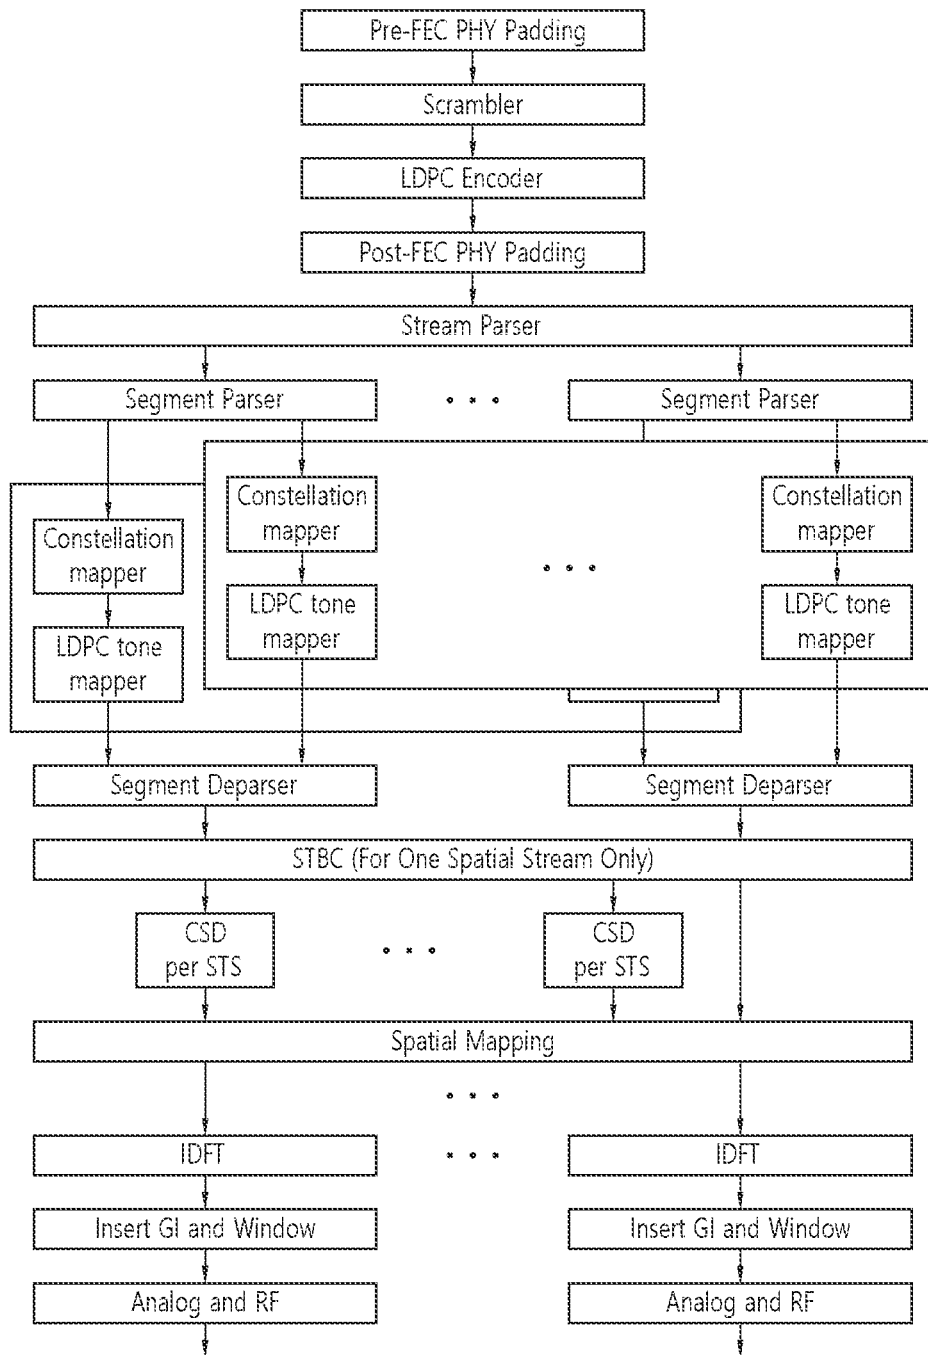 Pre-FEC PHY Padding
Scrambler
LDPC Encoder
Post-FEC PHY Padding
Stream Parser
Segment Parser
Segment Parser
Constellation
mapper
Constellation
mapper
Constellation
mapper
LDPC tone
mapper
LDPC tone
mapper
LDPC tone
mapper
Segment Deparser
Segment Deparser
STBC (For One Spatial Stream Only)
CSD
per STS
CSD
per STS
Spatial Mapping
IDFT
IDFT
Insert GI and Window
Insert GI and Window
Analog and RF
Analog and RF